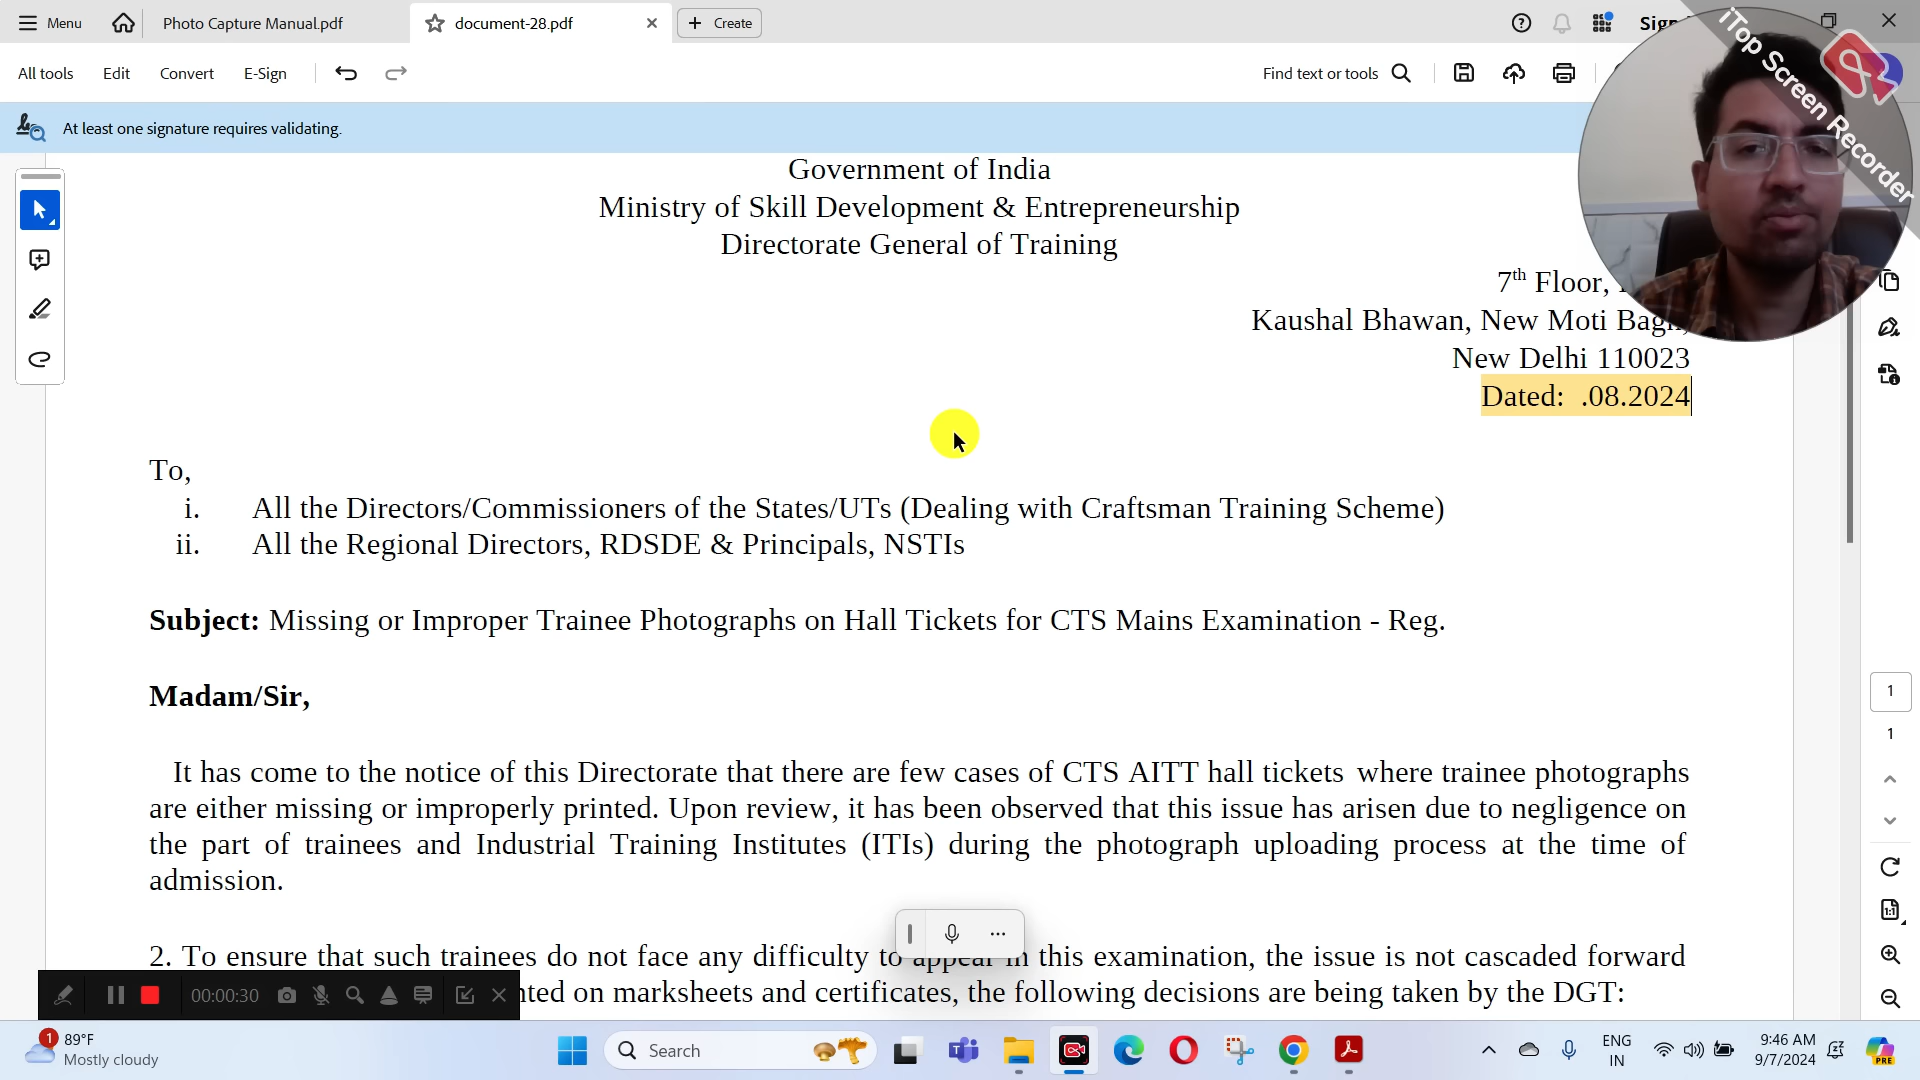 Menu
Photo Capture Manual.pdf
document-28.pdf
Create
All tools
Edit
Convert
E-Sign
Find text or tools
iTop Screen Recorder
At least one signature requires validating.
Government of India
Ministry of Skill Development & Entrepreneurship
Directorate General of Training
7th Floor,
Kaushal Bhawan, New Moti Bagh,
New Delhi 110023
Dated: .08.2024
To,
i. All the Directors/Commissioners of the States/UTs (Dealing with Craftsman Training Scheme)
ii. All the Regional Directors, RDSDE & Principals, NSTIs
Subject: Missing or Improper Trainee Photographs on Hall Tickets for CTS Mains Examination - Reg.
Madam/Sir,
It has come to the notice of this Directorate that there are few cases of CTS AITT hall tickets where trainee photographs
are either missing or improperly printed. Upon review, it has been observed that this issue has arisen due to negligence on
the part of trainees and Industrial Training Institutes (ITIs) during the photograph uploading process at the time of
admission.
2. To ensure that such trainees do not face any difficulty to appear in this examination, the issue is not cascaded forward
on marksheets and certificates, the following decisions are being taken by the DGT:
1
1
00:00:30
1
89°F
Mostly cloudy
Search
ENG
IN
9:46 AM
9/7/2024
PRE